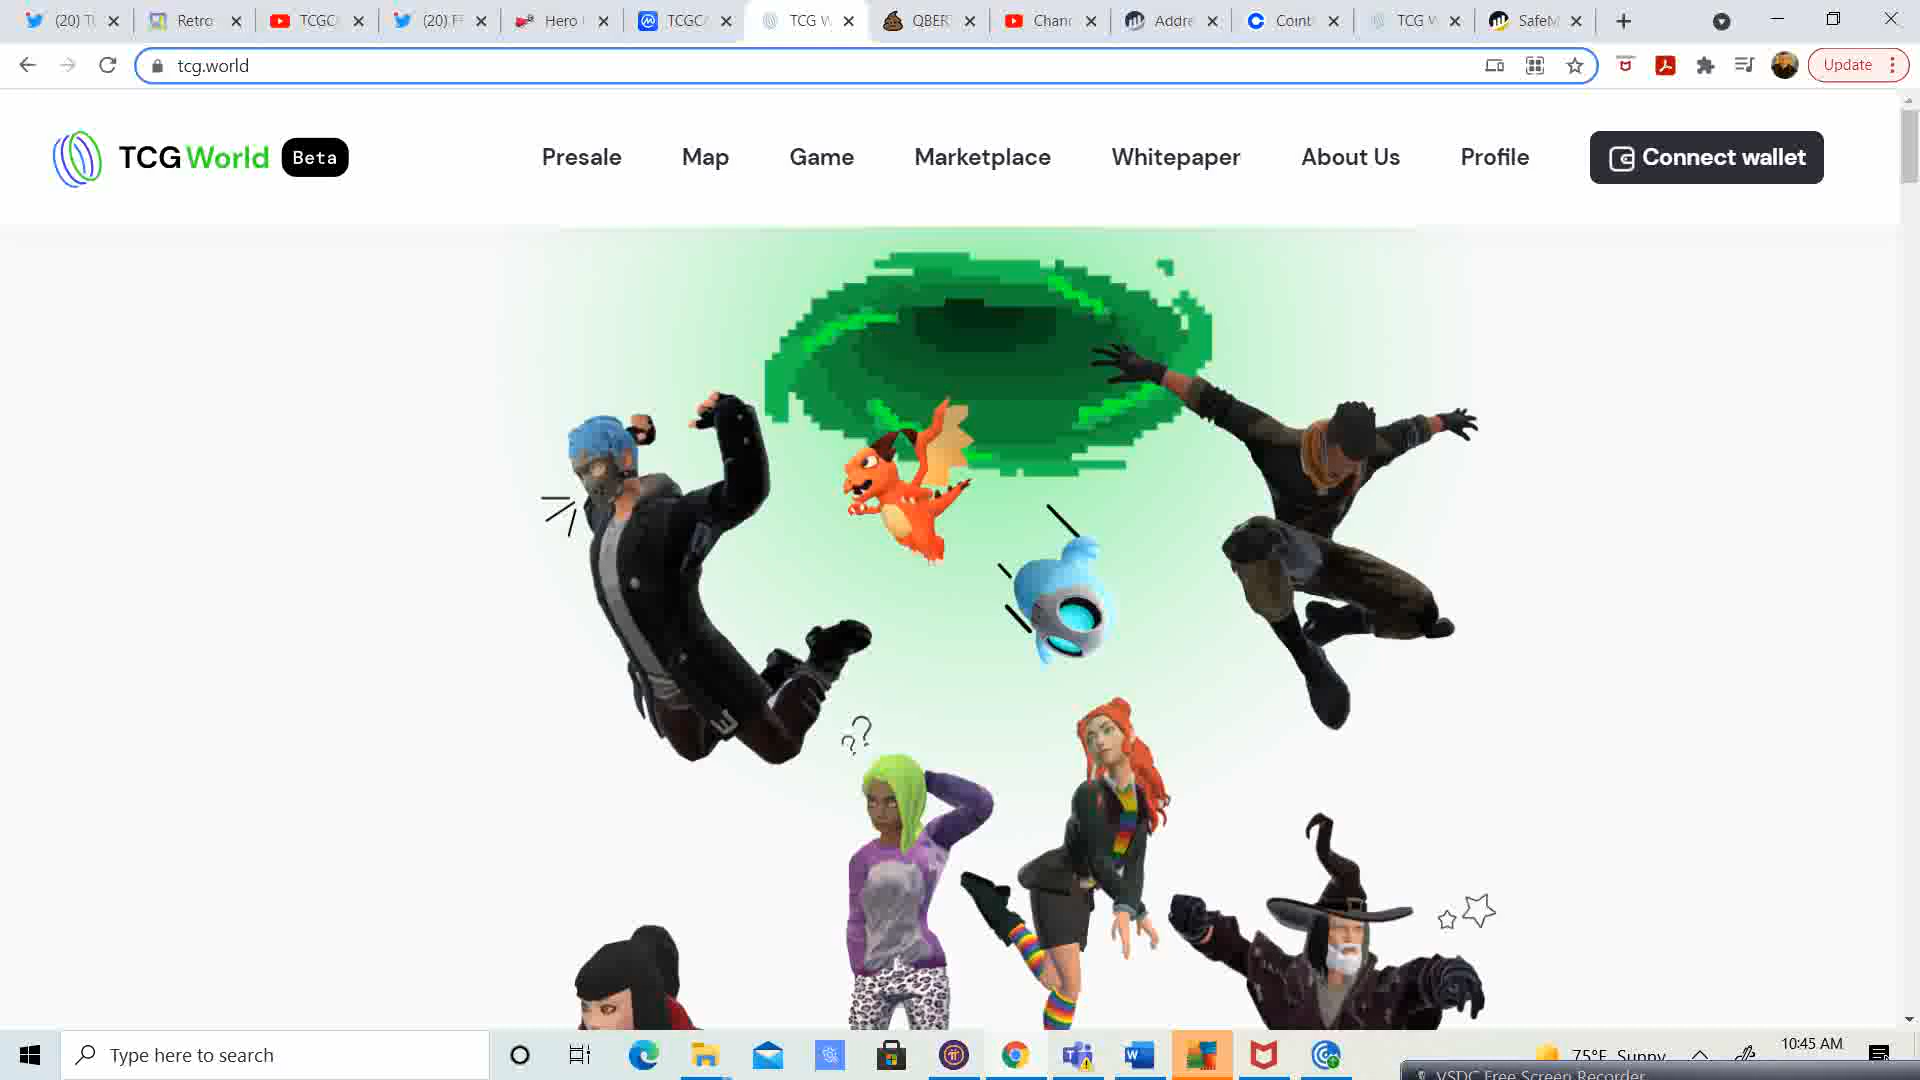 (20) T
Retro
TCGC
(20) F
Hero
TCGC
TCG W
QBER
Chan
Addre
Coint
TCG W
SafeM
tcg.world
Update
TCG World Beta
Presale
Map
Game
Marketplace
Whitepaper
About Us
Profile
Connect wallet
??
Type here to search
75°F Sunny
10:45 AM
VSDC Free Screen Recorder